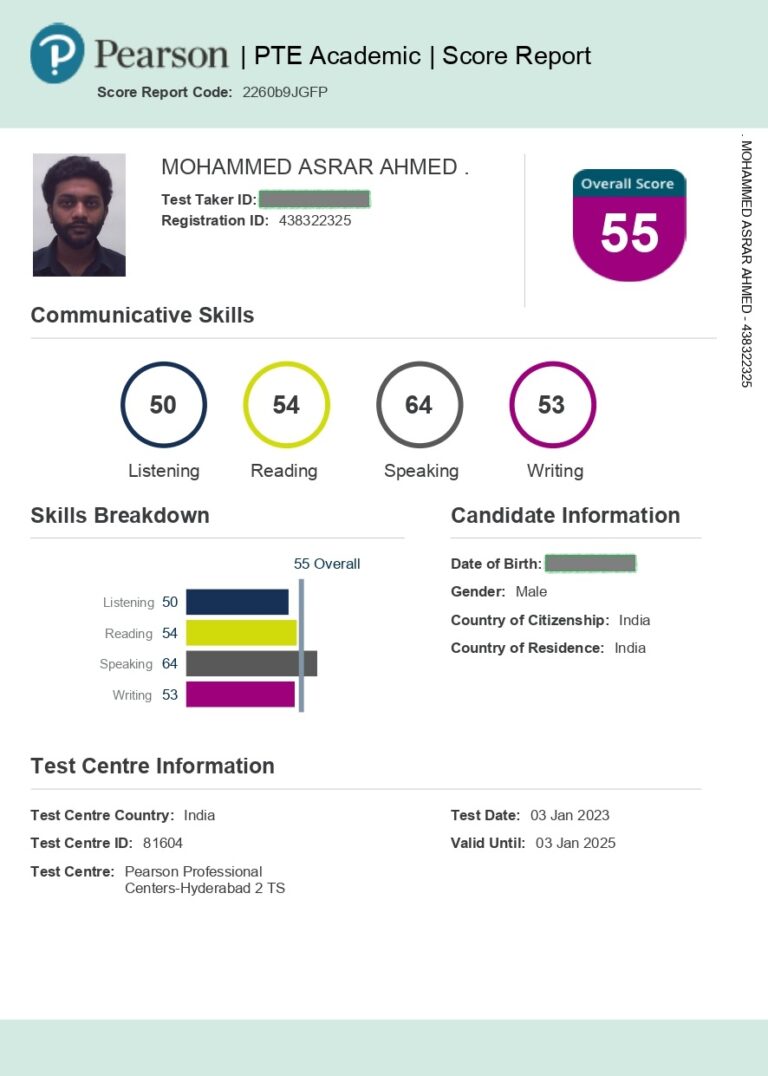 Pearson | PTE Academic | Score Report
Score Report Code: 2260b9JGFP
MOHAMMED ASRAR AHMED .
Test Taker ID:
Registration ID: 438322325
Overall Score
55
. MOHAMMED ASRAR AHMED - 438322325
Communicative Skills
50 54 64 53
Listening Reading Speaking Writing
Skills Breakdown
55 Overall
Listening 50
Reading 54
Speaking 64
Writing 53
Candidate Information
Date of Birth:
Gender: Male
Country of Citizenship: India
Country of Residence: India
Test Centre Information
Test Centre Country: India
Test Centre ID: 81604
Test Centre: Pearson Professional
Centers-Hyderabad 2 TS
Test Date: 03 Jan 2023
Valid Until: 03 Jan 2025